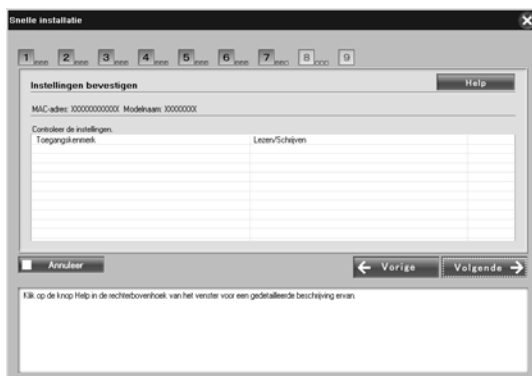 Snelle installatie
1 2 3 4 5 6 7 8 9
Instellingen bevestigen
Help
MAC-adres: XXXXXXXXXXXX Modelnaam: XXXXXXXX
Controleer de instellingen.
Toegangskenmerk Lezen/Schrijven
Annuleer
Vorige
Volgende
Klik op de knop Help in de rechterbovenhoek van het venster voor een gedetailleerde beschrijving ervan.